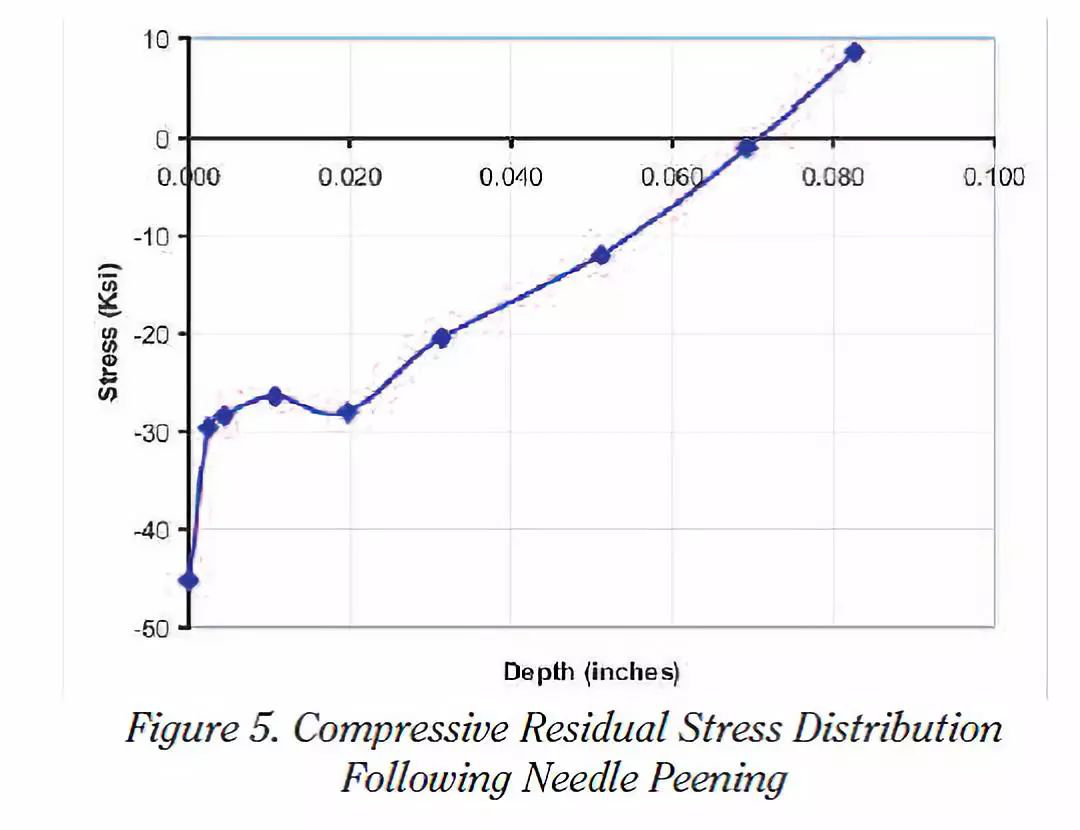 10
0
0.000 0.020 0.040 0.060 0.080 0.100
-10
-20
-30
-40
-50
Stress (Ksi)
Depth (inches)
Figure 5. Compressive Residual Stress Distribution
Following Needle Peening